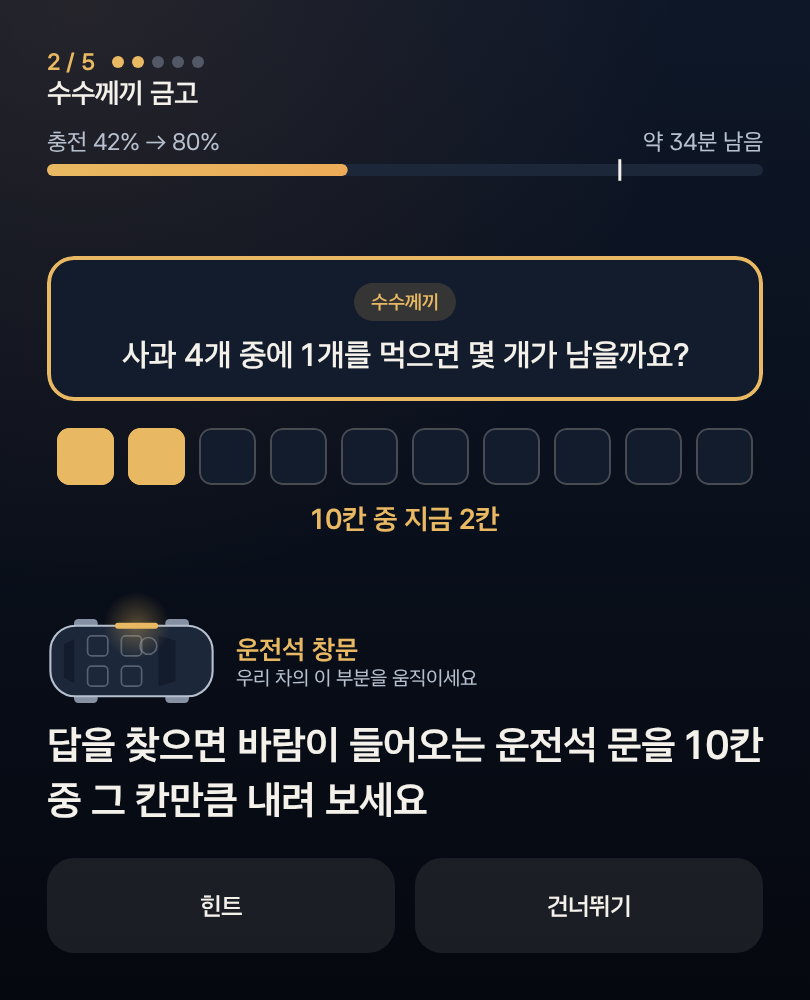 2 / 5
수수께끼 금고
충전 42% → 80%
약 34분 남음
수수께끼
사과 4개 중에 1개를 먹으면 몇 개가 남을까요?
10칸 중 지금 2칸
운전석 창문
우리 차의 이 부분을 움직이세요
답을 찾으면 바람이 들어오는 운전석 문을 10칸
중 그 칸만큼 내려 보세요
힌트
건너뛰기